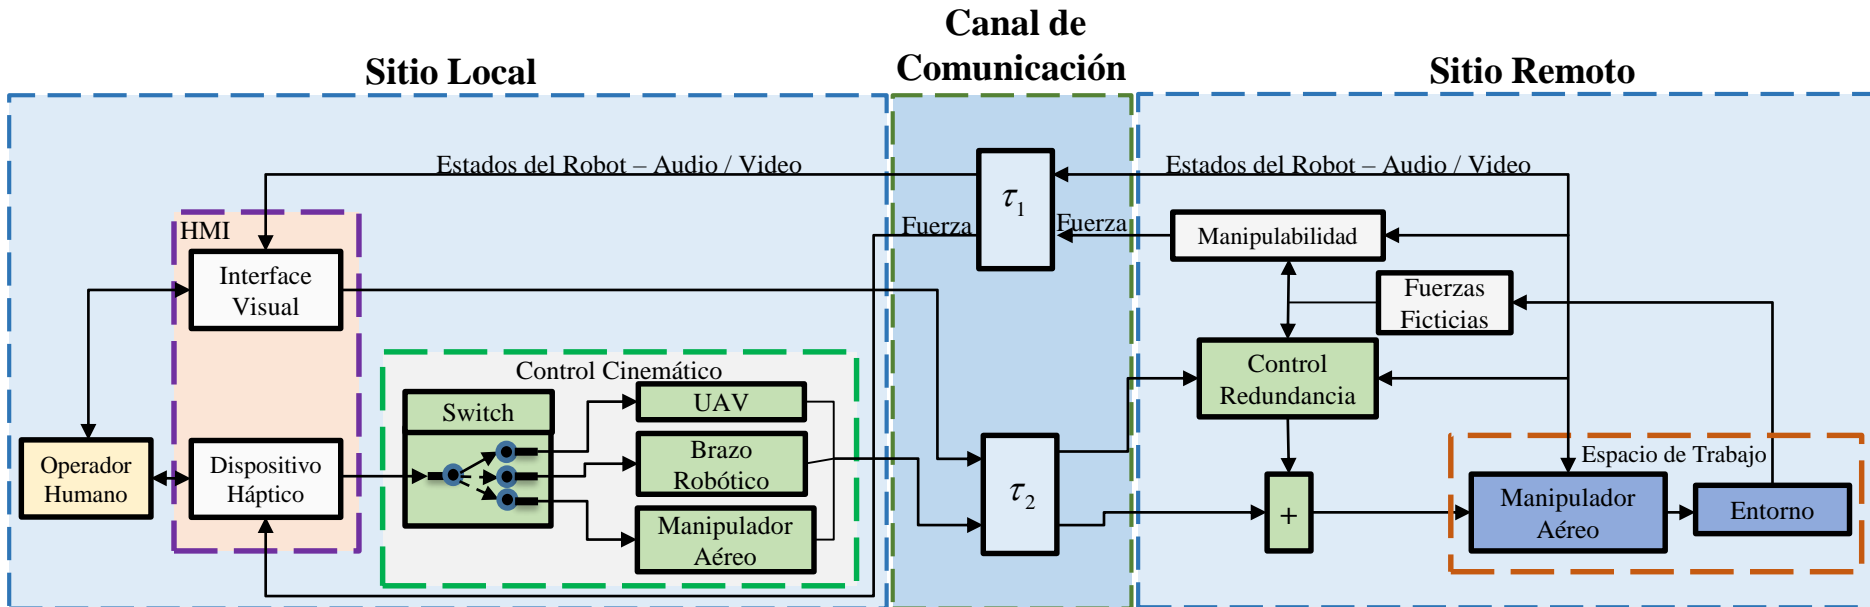 Canal de
Comunicación
Sitio Local
Sitio Remoto
Estados del Robot – Audio / Video
Estados del Robot – Audio / Video
τ1
HMI
Fuerza
Fuerza
Manipulabilidad
Interface
Visual
Fuerzas
Ficticias
Control Cinemático
Control
Redundancia
Switch
UAV
Operador
Humano
Dispositivo
Háptico
Brazo
Robótico
Espacio de Trabajo
τ2
Manipulador
Aéreo
+
Manipulador
Aéreo
Entorno